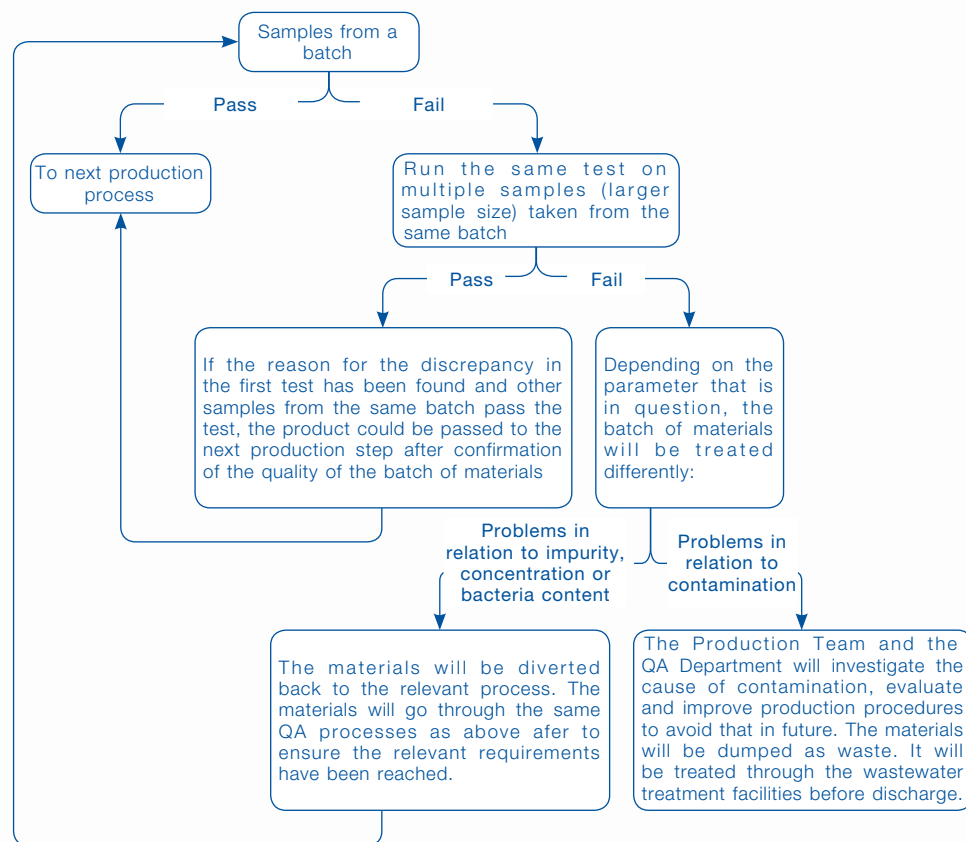 Samples from a
batch
Pass
Fail
To next production
process
Run the same test on
multiple samples (larger
sample size) taken from the
same batch
Pass
Fail
If the reason for the discrepancy in
the first test has been found and other
samples from the same batch pass the
test, the product could be passed to the
next production step after confirmation
of the quality of the batch of materials
Depending on the
parameter that is
in question, the
batch of materials
will be treated
differently:
Problems in
relation to impurity,
concentration or
bacteria content
Problems in
relation to
contamination
The materials will be diverted
back to the relevant process. The
materials will go through the same
QA processes as above afer to
ensure the relevant requirements
have been reached.
The Production Team and the
QA Department will investigate the
cause of contamination, evaluate
and improve production procedures
to avoid that in future. The materials
will be dumped as waste. It will
be treated through the wastewater
treatment facilities before discharge.